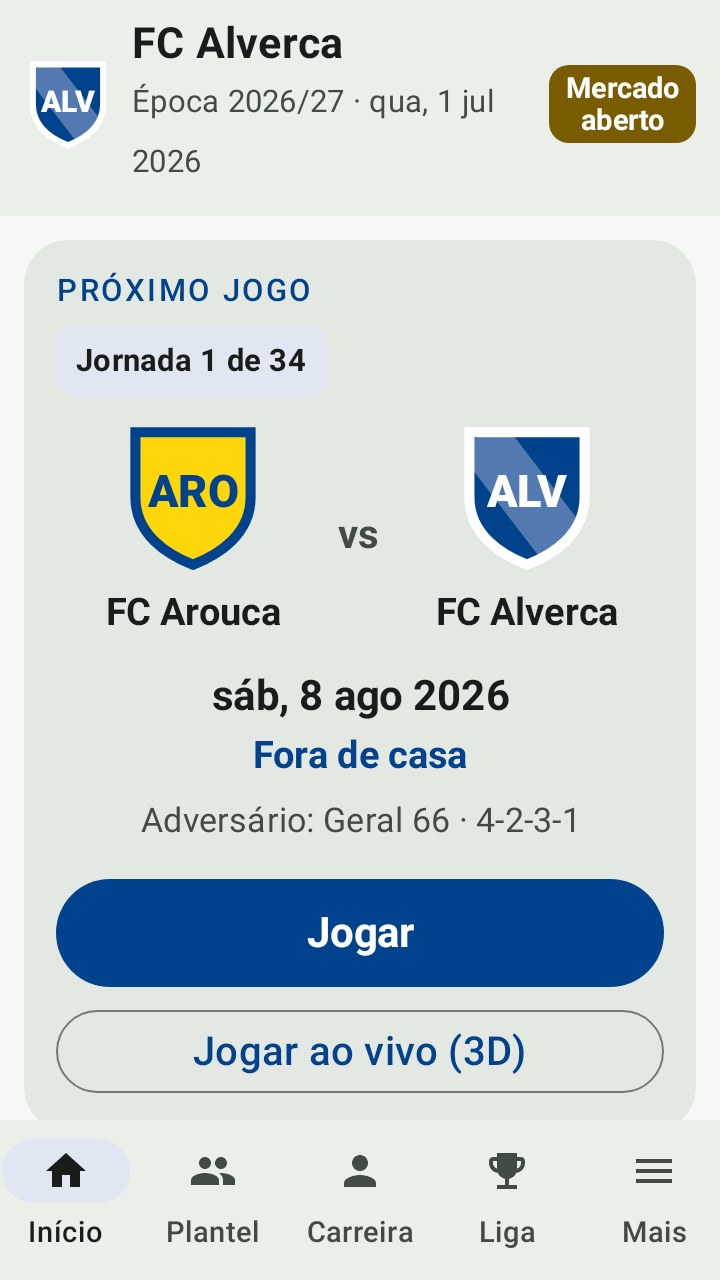 FC Alverca
ALV
Época 2026/27 · qua, 1 jul
2026
Mercado
aberto
PRÓXIMO JOGO
Jornada 1 de 34
ARO
ALV
vs
FC Arouca
FC Alverca
sáb, 8 ago 2026
Fora de casa
Adversário: Geral 66 · 4-2-3-1
Jogar
Jogar ao vivo (3D)
Início
Plantel
Carreira
Liga
Mais